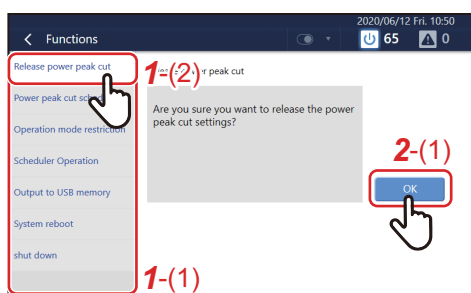 2020/06/12 Fri. 10:50
Functions
65
0
Release power peak cut
1-(2)
power peak cut
Power peak cut
Are you sure you want to release the power
peak cut settings?
Operation mode restriction
2-(1)
Scheduler Operation
OK
Output to USB memory
System reboot
shut down
1-(1)